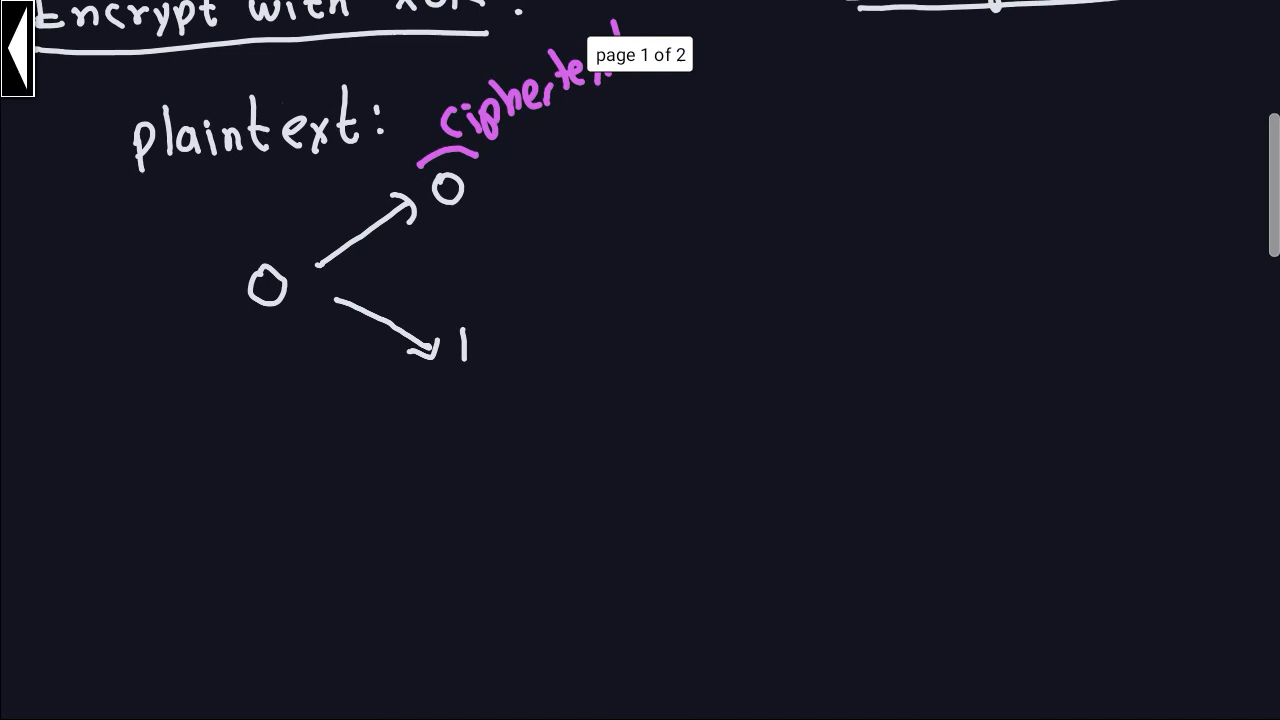 Encrypt with XOR:
page 1 of 2
ciphertext
plaintext:
0
0
1